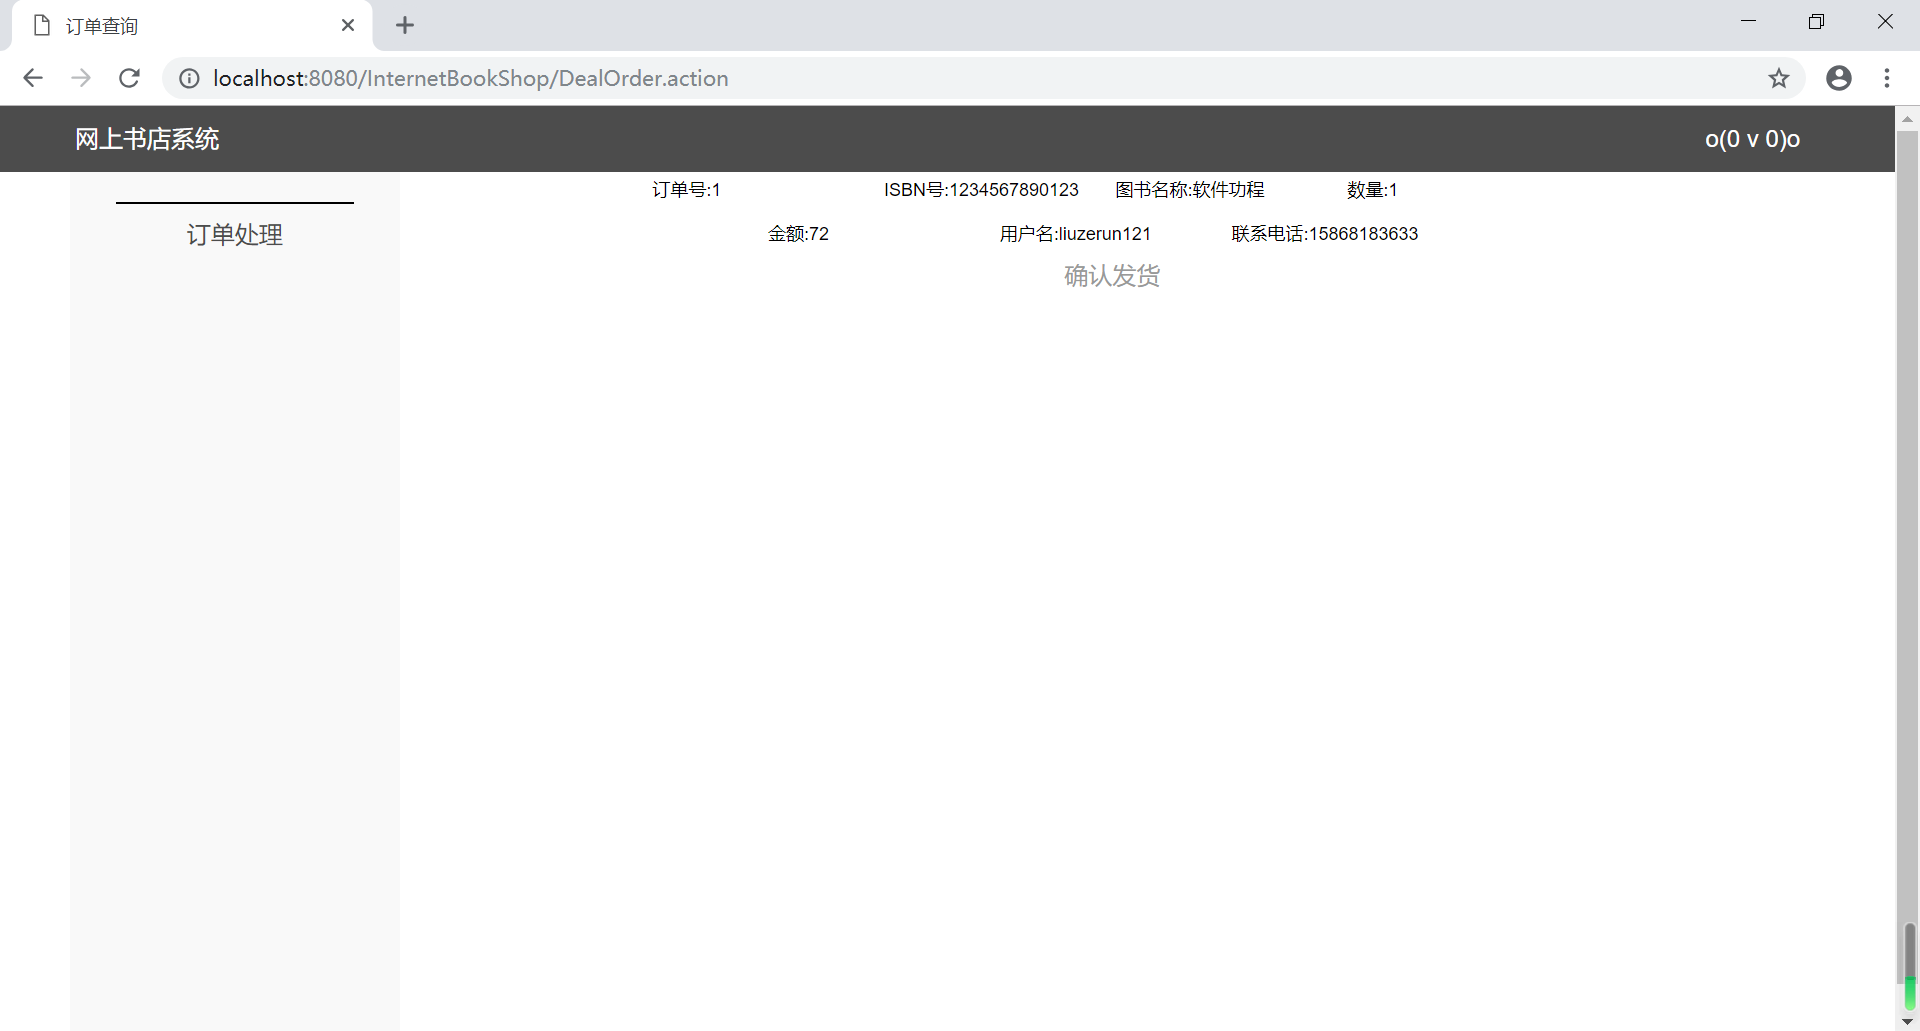 订单查询
localhost:8080/InternetBookShop/DealOrder.action
网上书店系统 o(0 v 0)o
订单号:1 ISBN号:1234567890123 图书名称:软件功程 数量:1
订单处理 金额:72 用户名:liuzerun121 联系电话:15868183633
确认发货